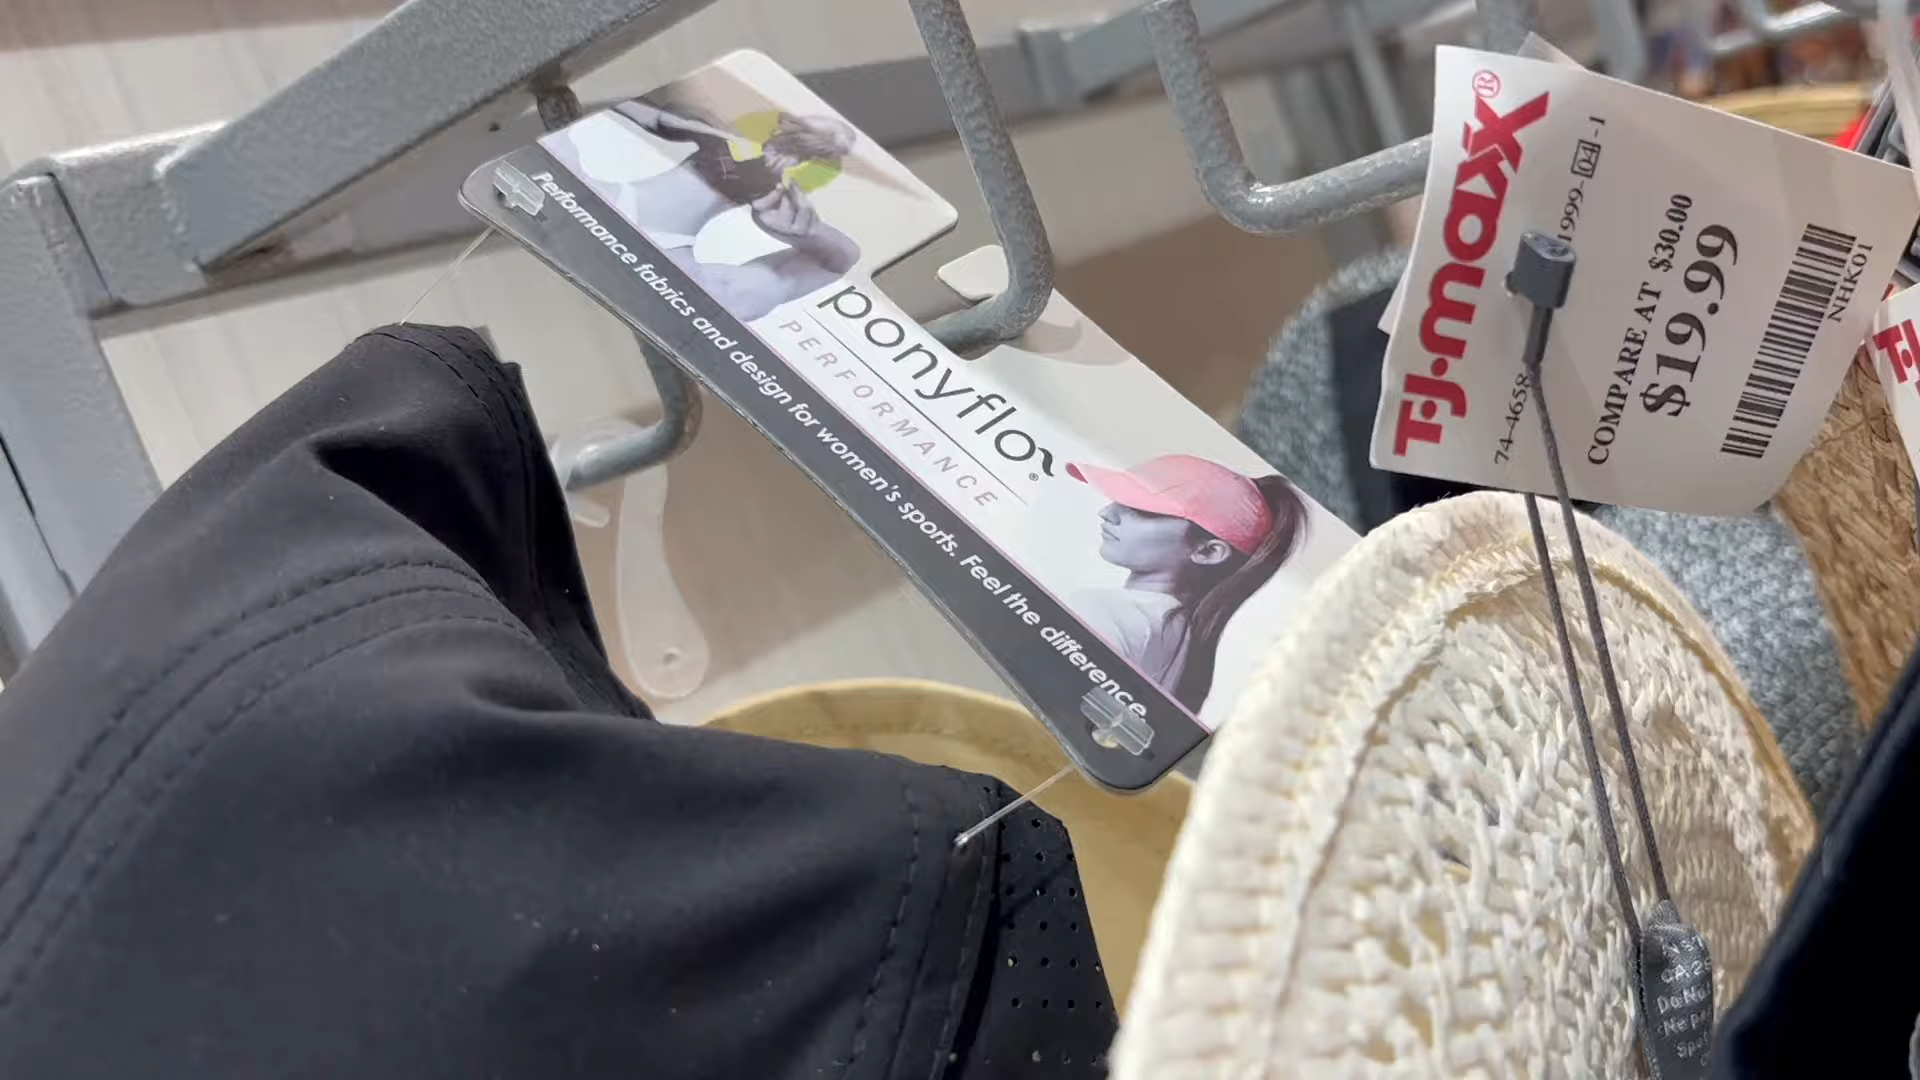 Performance fabrics and design for women's sports. Feel the difference.
ponyflo®
PERFORMANCE
T·J·maxx®
74-4658
1999-04-1
COMPARE AT $30.00
$19.99
NHK01
T·J